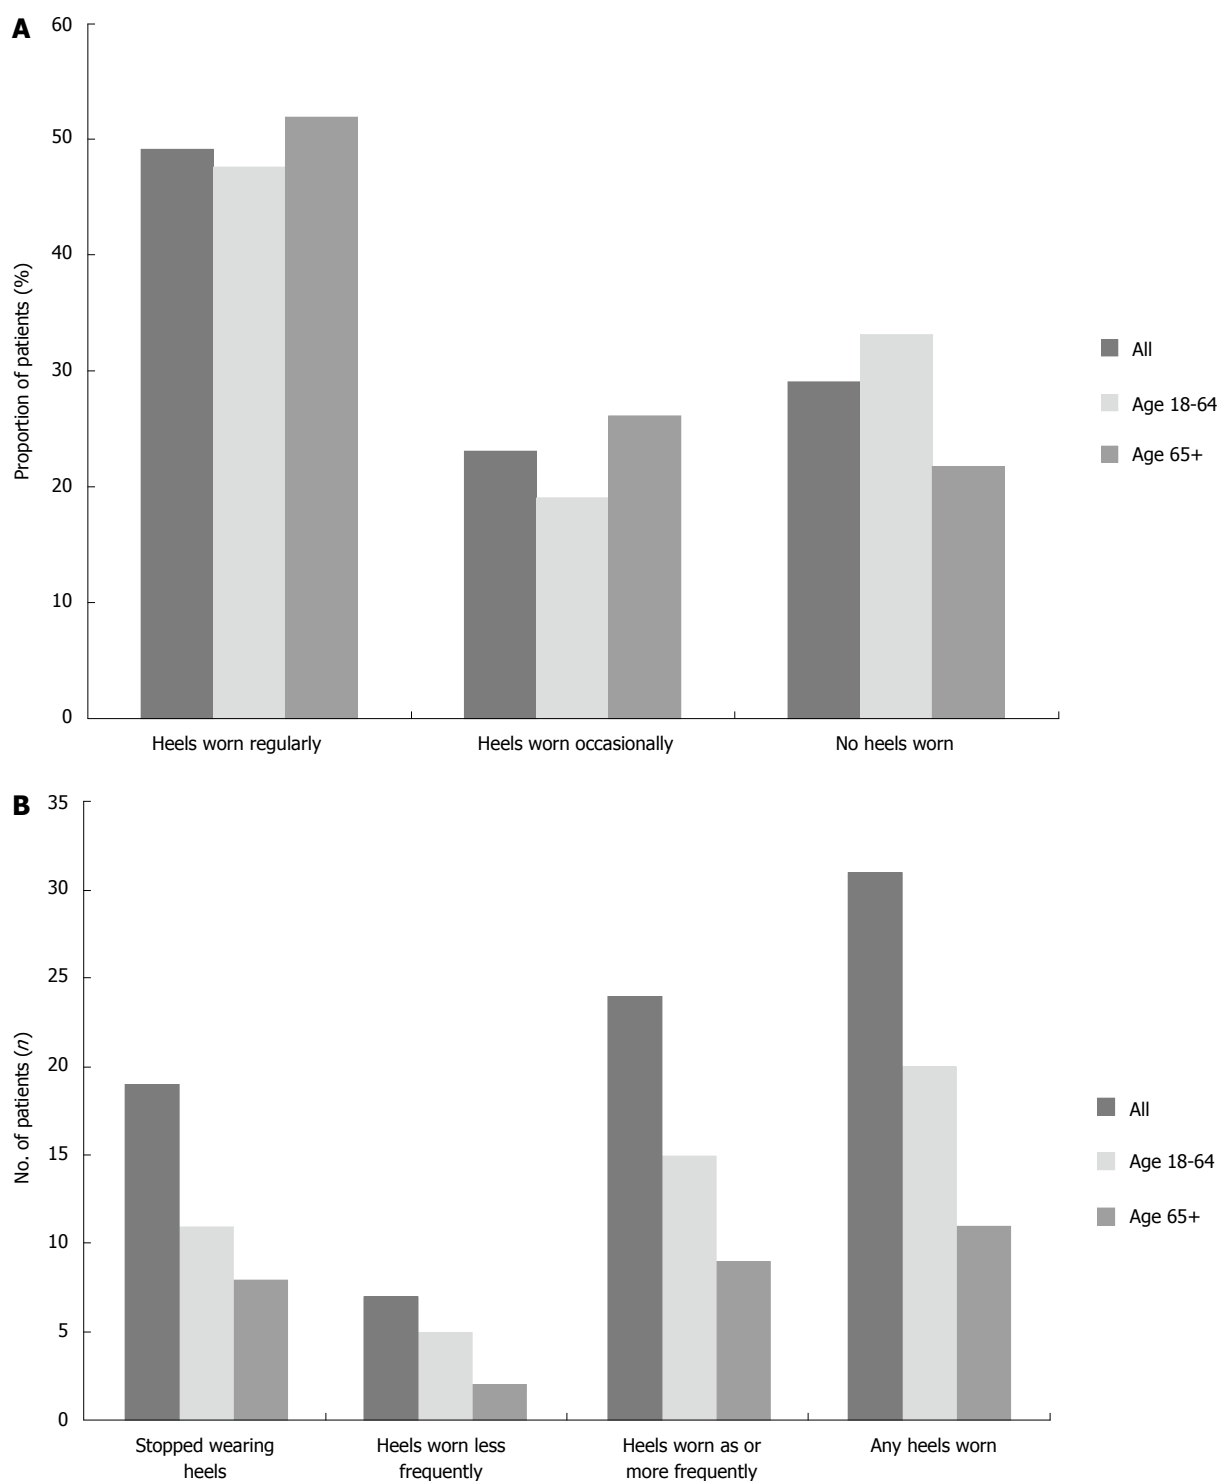 A
60
50
40
30
20
10
0
Proportion of patients (%)
All
Age 18-64
Age 65+
Heels worn regularly
Heels worn occasionally
No heels worn
B
35
30
25
20
15
10
5
0
No. of patients (n)
All
Age 18-64
Age 65+
Stopped wearing
heels
Heels worn less
frequently
Heels worn as or
more frequently
Any heels worn